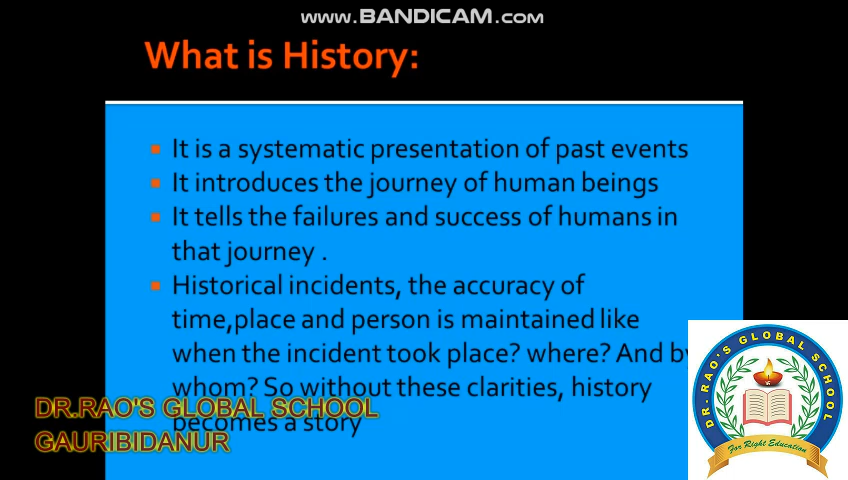 www.BANDICAM.com
What is History:
It is a systematic presentation of past events
It introduces the journey of human beings
It tells the failures and success of humans in
that journey .
Historical incidents, the accuracy of
time,place and person is maintained like
when the incident took place? where? And by
whom? So without these clarities, history
becomes a story
DR.RAO'S GLOBAL SCHOOL
GAURIBIDANUR
DR. RAO'S GLOBAL SCHOOL
For Right Education